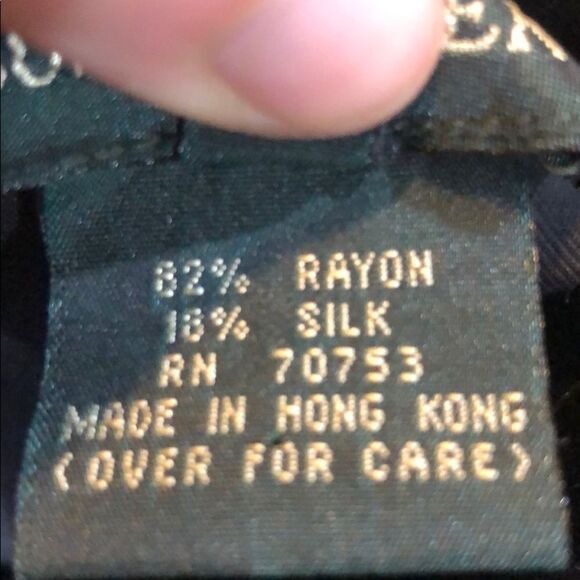 82% RAYON
18% SILK
RN 70753
MADE IN HONG KONG
(OVER FOR CARE)